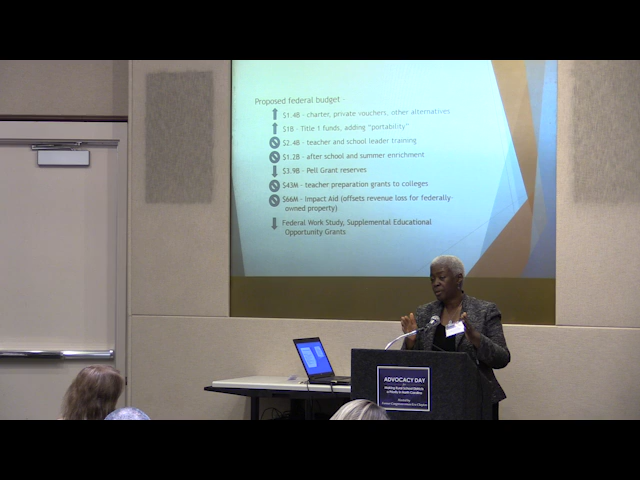 Proposed federal budget -
$1.4B - charter, private vouchers, other alternatives
$1B - Title 1 funds, adding "portability"
$2.4B - teacher and school leader training
$1.2B - after school and summer enrichment
$3.9B - Pell Grant reserves
$43M - teacher preparation grants to colleges
$66M - Impact Aid (offsets revenue loss for federally-
owned property)
Federal Work Study, Supplemental Educational
Opportunity Grants
ADVOCACY DAY
in North Carolina